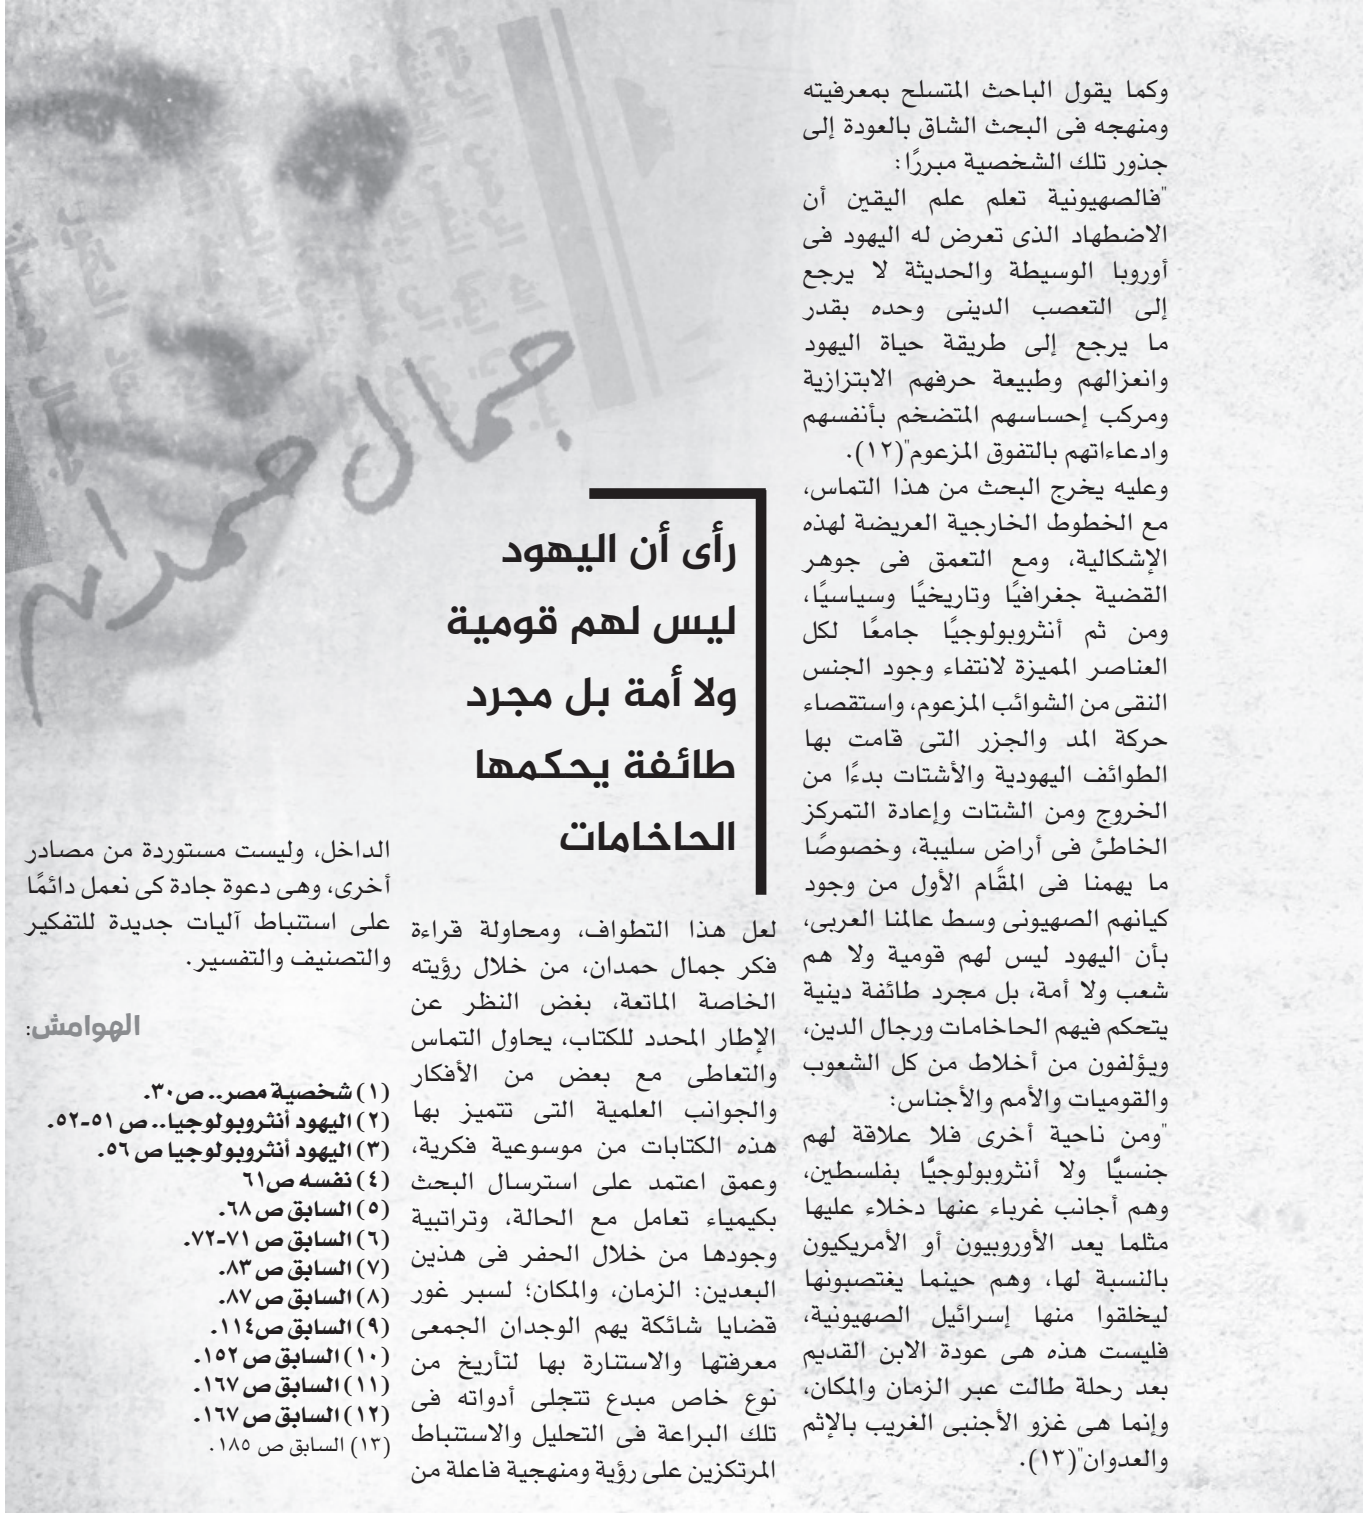 وكما يقول الباحث المتسلح بمعرفيته
ومنهجه فى البحث الشاق بالعودة إلى
جذور تلك الشخصية مبررًا:
"فالصهيونية تعلم علم اليقين أن
الاضطهاد الذى تعرض له اليهود فى
أوروبا الوسيطة والحديثة لا يرجع
إلى التعصب الدينى وحده بقدر
ما يرجع إلى طريقة حياة اليهود
وانعزالهم وطبيعة حرفهم الابتزازية
ومركب إحساسهم المتضخم بأنفسهم
وادعاءاتهم بالتفوق المزعوم"(١٢).
وعليه يخرج البحث من هذا التماس،
مع الخطوط الخارجية العريضة لهذه
الإشكالية، ومع التعمق فى جوهر
القضية جغرافيًا وتاريخيًا وسياسيًا،
ومن ثم أنثروبولوجيًا جامعًا لكل
العناصر المميزة لانتفاء وجود الجنس
النقى من الشوائب المزعوم، واستقصاء
حركة المد والجزر التى قامت بها
الطوائف اليهودية والأشتات بدءًا من
الخروج ومن الشتات وإعادة التمركز
الخاطئ فى أراض سليبة، وخصوصًا
ما يهمنا فى المقًام الأول من وجود
كيانهم الصهيونى وسط عالمنا العربى،
بأن اليهود ليس لهم قومية ولا هم
شعب ولا أمة، بل مجرد طائفة دينية
يتحكم فيهم الحاخامات ورجال الدين،
ويؤلفون من أخلاط من كل الشعوب
والقوميات والأمم والأجناس:
"ومن ناحية أخرى فلا علاقة لهم
جنسيًّا ولا أنثروبولوجيًّا بفلسطين،
وهم أجانب غرباء عنها دخلاء عليها
مثلما يعد الأوروبيون أو الأمريكيون
بالنسبة لها، وهم حينما يغتصبونها
ليخلقوا منها إسرائيل الصهيونية،
فليست هذه هى عودة الابن القديم
بعد رحلة طالت عبر الزمان والمكان،
وإنما هى غزو الأجنبى الغريب بالإثم
والعدوان"(١٣).
جمال حمدان
رأى أن اليهود
ليس لهم قومية
ولا أمة بل مجرد
طائفة يحكمها
الحاخامات
لعل هذا التطواف، ومحاولة قراءة
فكر جمال حمدان، من خلال رؤيته
الخاصة الماتعة، بغض النظر عن
الإطار المحدد للكتاب، يحاول التماس
والتعاطى مع بعض من الأفكار
والجوانب العلمية التى تتميز بها
هذه الكتابات من موسوعية فكرية،
وعمق اعتمد على استرسال البحث
بكيمياء تعامل مع الحالة، وتراتبية
وجودها من خلال الحفر فى هذين
البعدين: الزمان، والمكان؛ لسبر غور
قضايا شائكة يهم الوجدان الجمعى
معرفتها والاستنارة بها لتأريخ من
نوع خاص مبدع تتجلى أدواته فى
تلك البراعة فى التحليل والاستنباط
المرتكزين على رؤية ومنهجية فاعلة من
الداخل، وليست مستوردة من مصادر
أخرى، وهى دعوة جادة كى نعمل دائمًا
على استنباط آليات جديدة للتفكير
والتصنيف والتفسير.
الهوامش:
(١) شخصية مصر.. ص٣٠.
(٢) اليهود أنثروبولوجيا.. ص ٥١-٥٢.
(٣) اليهود أنثروبولوجيا ص ٥٦.
(٤) نفسه ص٦١
(٥) السابق ص ٦٨.
(٦) السابق ص ٧١-٧٢.
(٧) السابق ص ٨٣.
(٨) السابق ص ٨٧.
(٩) السابق ص١١٤.
(١٠) السابق ص ١٥٢.
(١١) السابق ص ١٦٧.
(١٢) السابق ص ١٦٧.
(١٣) السابق ص ١٨٥.